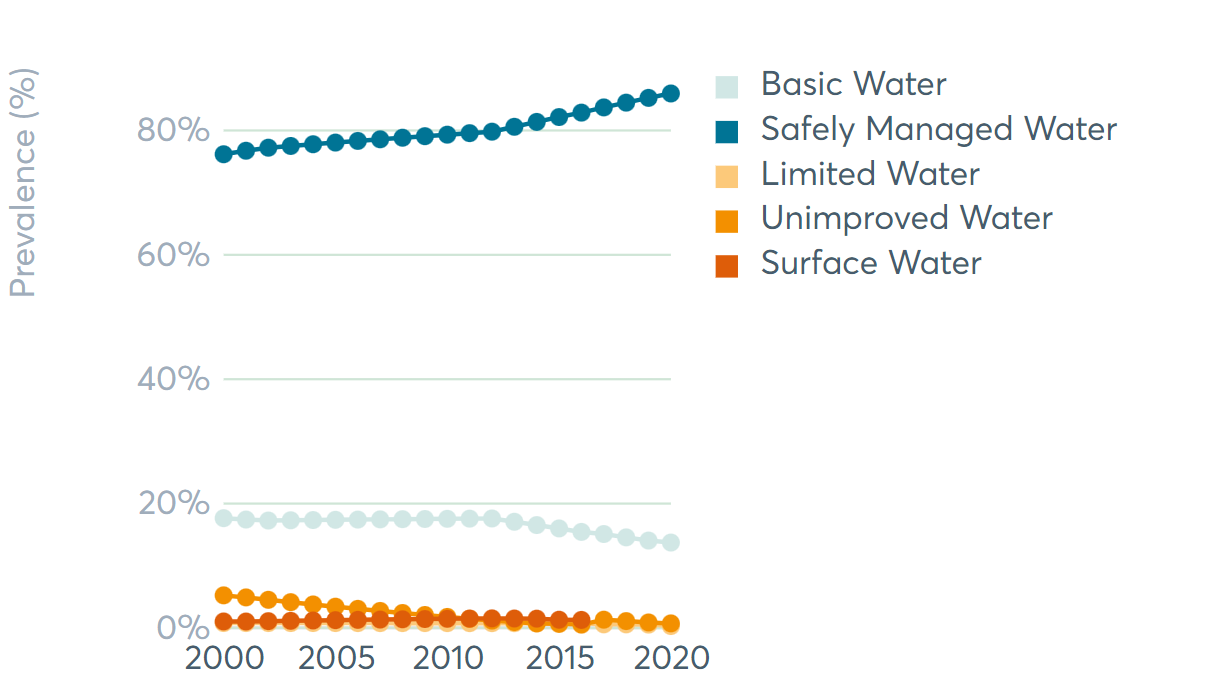 Prevalence (%)
80%
60%
40%
20%
0%
2000 2005 2010 2015 2020
Basic Water
Safely Managed Water
Limited Water
Unimproved Water
Surface Water